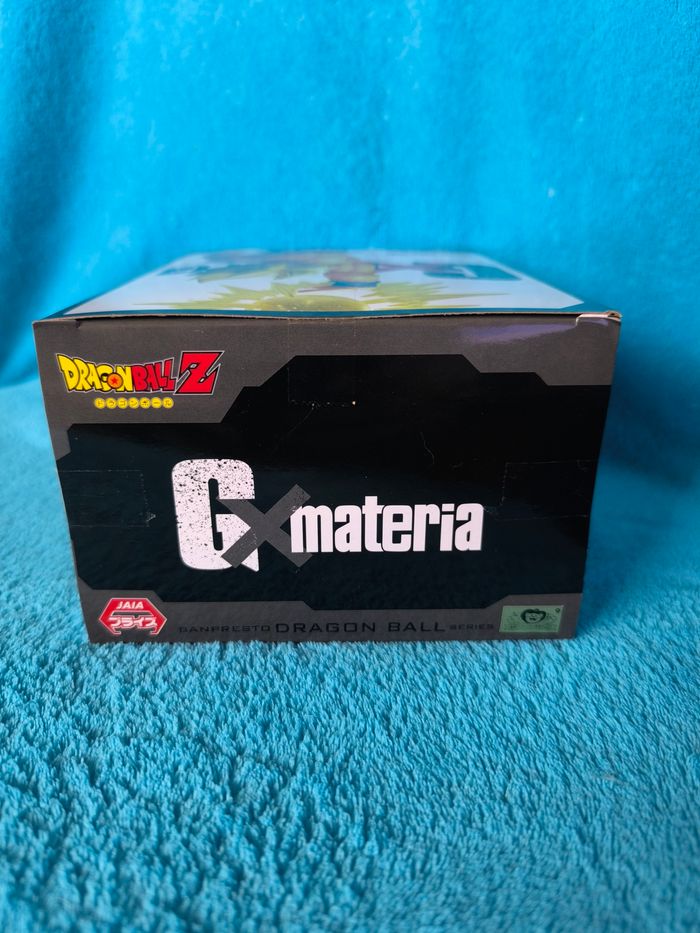 DRAGON BALL Z
ドラゴンボール
G×materia
JAIA
プライズ
BANPRESTO DRAGON BALL SERIES